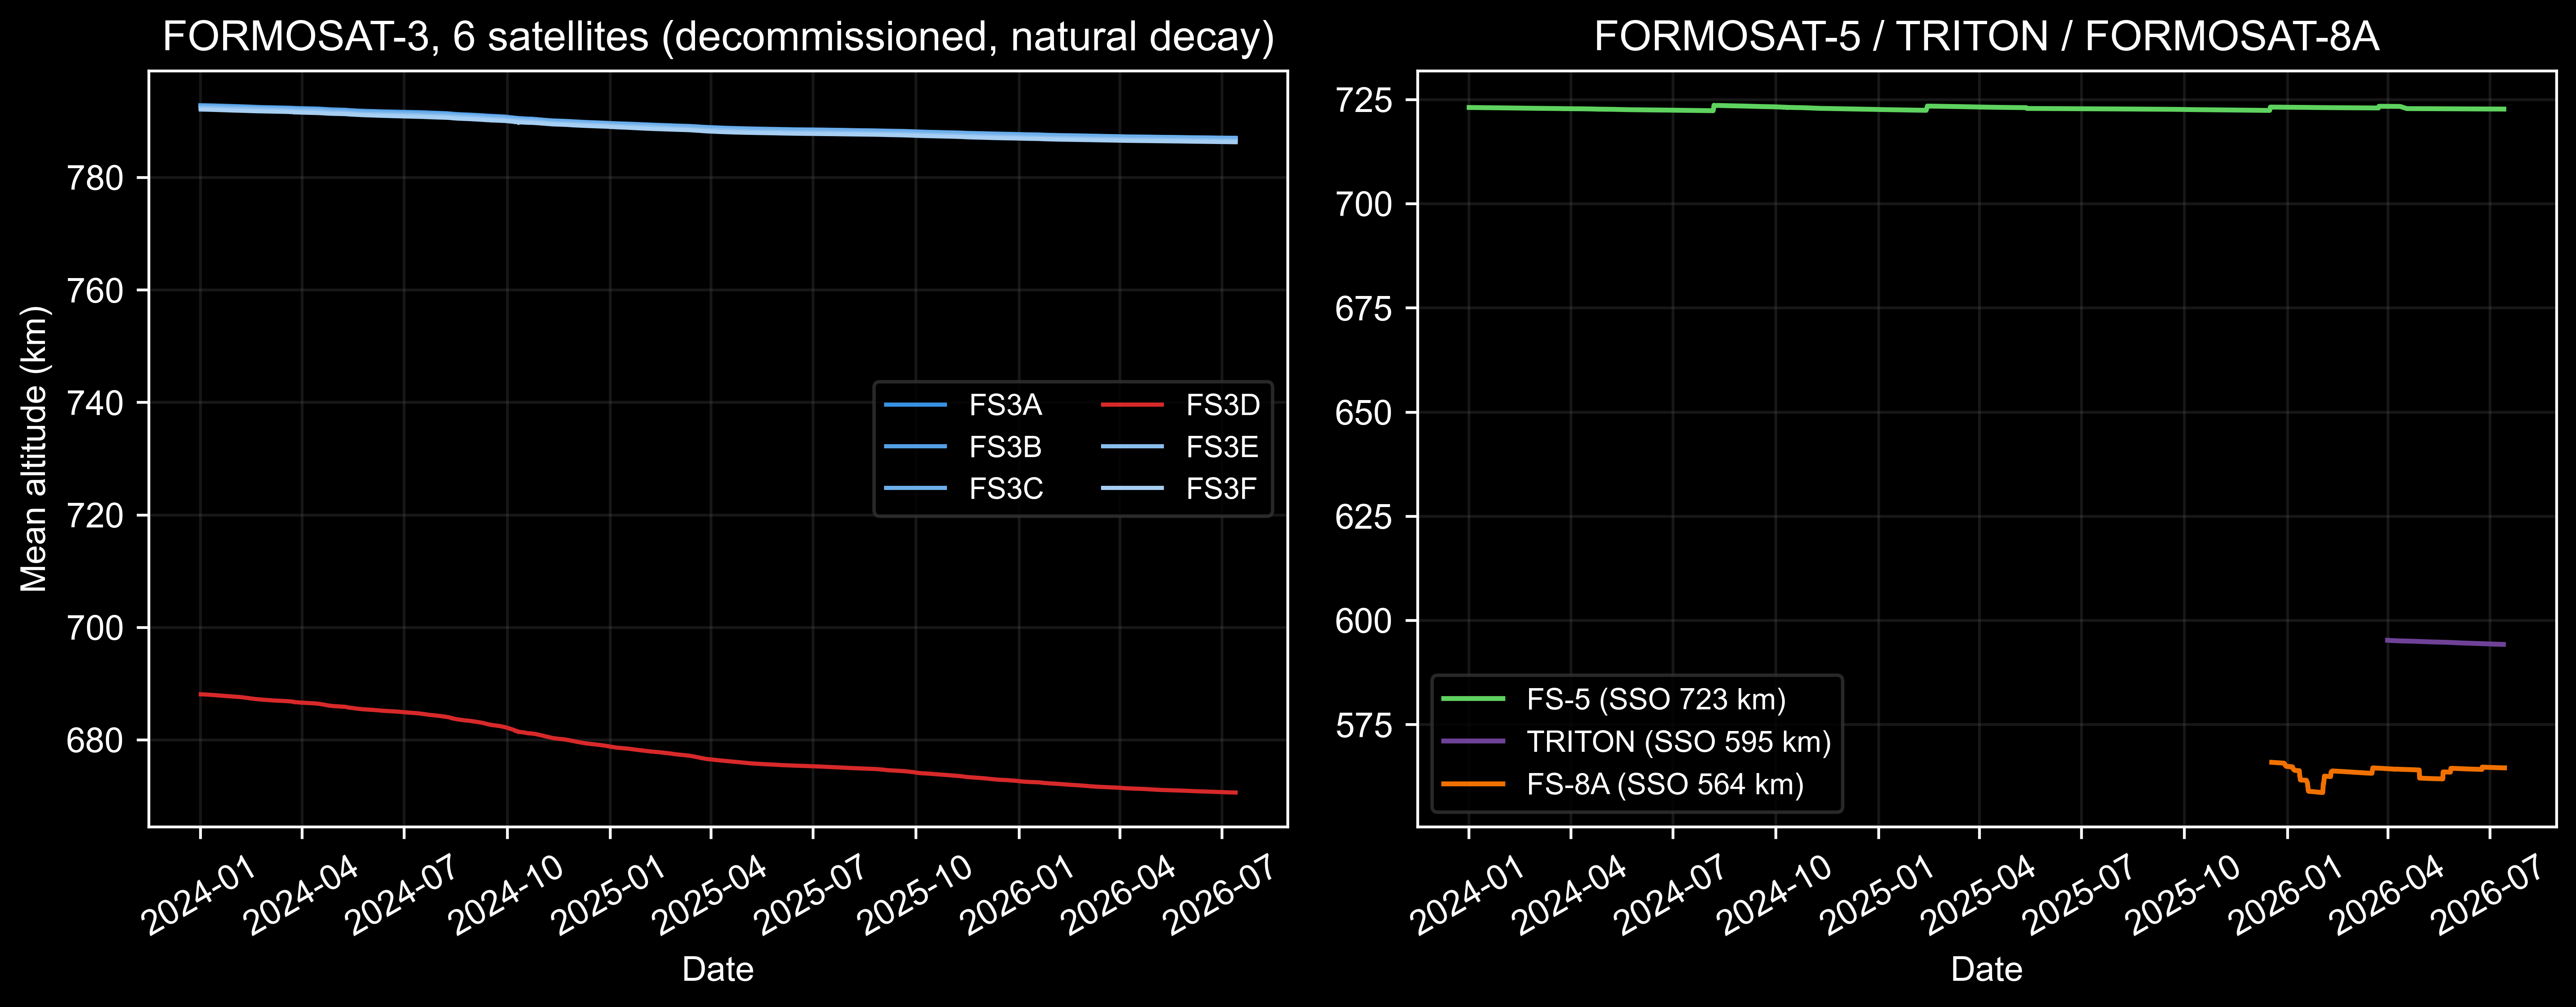 FORMOSAT-3, 6 satellites (decommissioned, natural decay)
Mean altitude (km)
780
760
740
720
700
680
FS3A
FS3B
FS3C
FS3D
FS3E
FS3F
2024-01
2024-04
2024-07
2024-10
2025-01
2025-04
2025-07
2025-10
2026-01
2026-04
2026-07
Date
FORMOSAT-5 / TRITON / FORMOSAT-8A
725
700
675
650
625
600
575
FS-5 (SSO 723 km)
TRITON (SSO 595 km)
FS-8A (SSO 564 km)
2024-01
2024-04
2024-07
2024-10
2025-01
2025-04
2025-07
2025-10
2026-01
2026-04
2026-07
Date